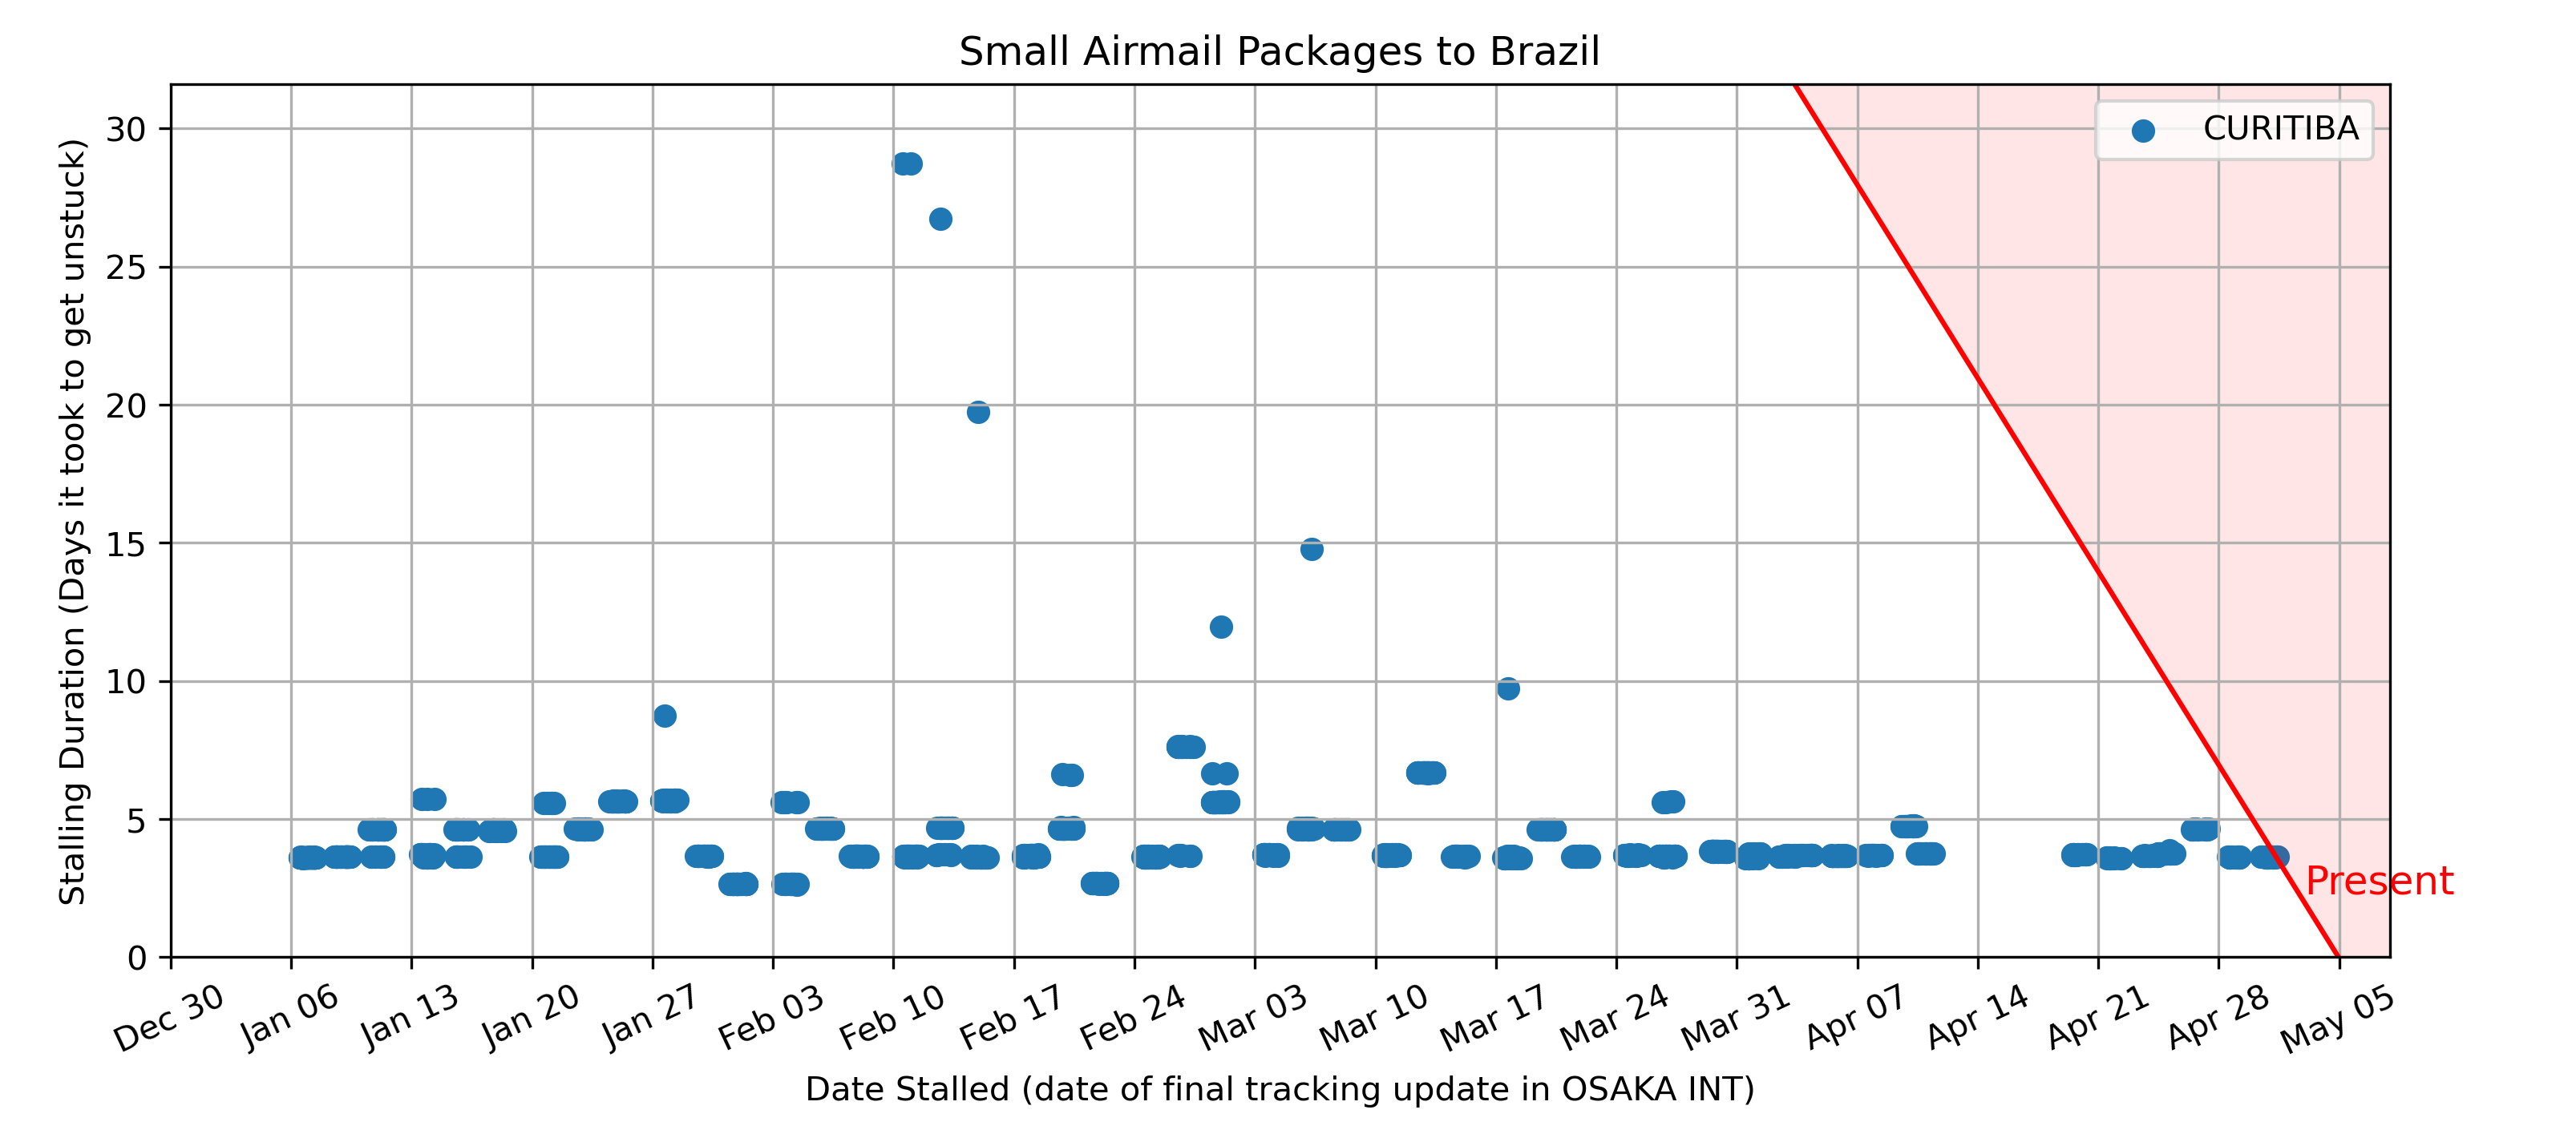 Small Airmail Packages to Brazil
CURITIBA
Stalling Duration (Days it took to get unstuck)
30
25
20
15
10
5
0
Present
Dec 30 Jan 06 Jan 13 Jan 20 Jan 27 Feb 03 Feb 10 Feb 17 Feb 24 Mar 03 Mar 10 Mar 17 Mar 24 Mar 31 Apr 07 Apr 14 Apr 21 Apr 28 May 05
Date Stalled (date of final tracking update in OSAKA INT)